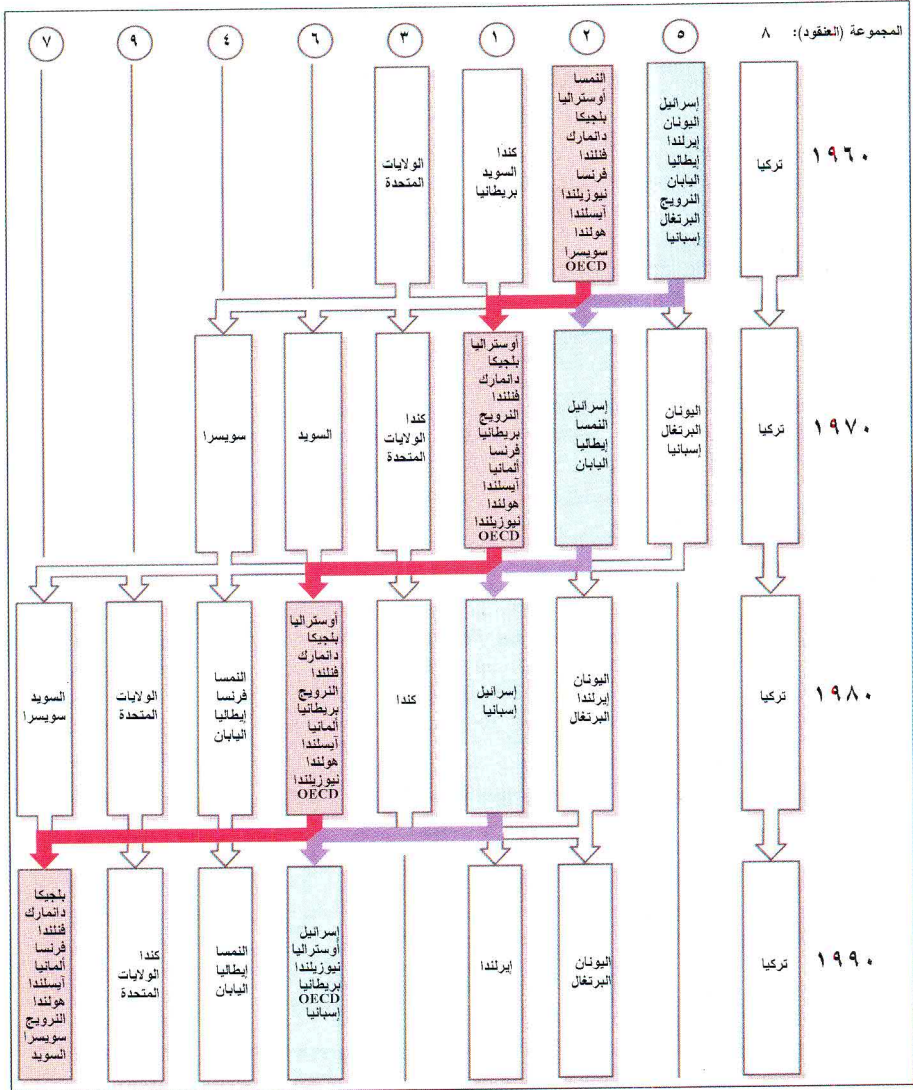 المجموعة (العنقود): ٨ ٥ ٢ ١ ٣ ٦ ٤ ٩ ٧
١٩٦٠
تركيا
إسرائيل
اليونان
إيرلندا
إيطاليا
اليابان
النرويج
البرتغال
إسبانيا
النمسا
أوستراليا
بلجيكا
دانمارك
فنلندا
فرنسا
نيوزيلندا
آيسلندا
هولندا
سويسرا
OECD
كندا
السويد
بريطانيا
الولايات
المتحدة
١٩٧٠
تركيا
اليونان
البرتغال
إسبانيا
إسرائيل
النمسا
إيطاليا
اليابان
أوستراليا
بلجيكا
دانمارك
فنلندا
النرويج
بريطانيا
فرنسا
ألمانيا
آيسلندا
هولندا
نيوزيلندا
OECD
كندا
الولايات
المتحدة
السويد
سويسرا
١٩٨٠
تركيا
اليونان
إيرلندا
البرتغال
إسرائيل
إسبانيا
كندا
أوستراليا
بلجيكا
دانمارك
فنلندا
النرويج
بريطانيا
ألمانيا
آيسلندا
هولندا
نيوزيلندا
OECD
النمسا
فرنسا
إيطاليا
اليابان
الولايات
المتحدة
السويد
سويسرا
١٩٩٠
تركيا
اليونان
البرتغال
إيرلندا
إسرائيل
أوستراليا
نيوزيلندا
بريطانيا
OECD
إسبانيا
النمسا
إيطاليا
اليابان
كندا
الولايات
المتحدة
بلجيكا
دانمارك
فنلندا
فرنسا
ألمانيا
آيسلندا
هولندا
النرويج
سويسرا
السويد